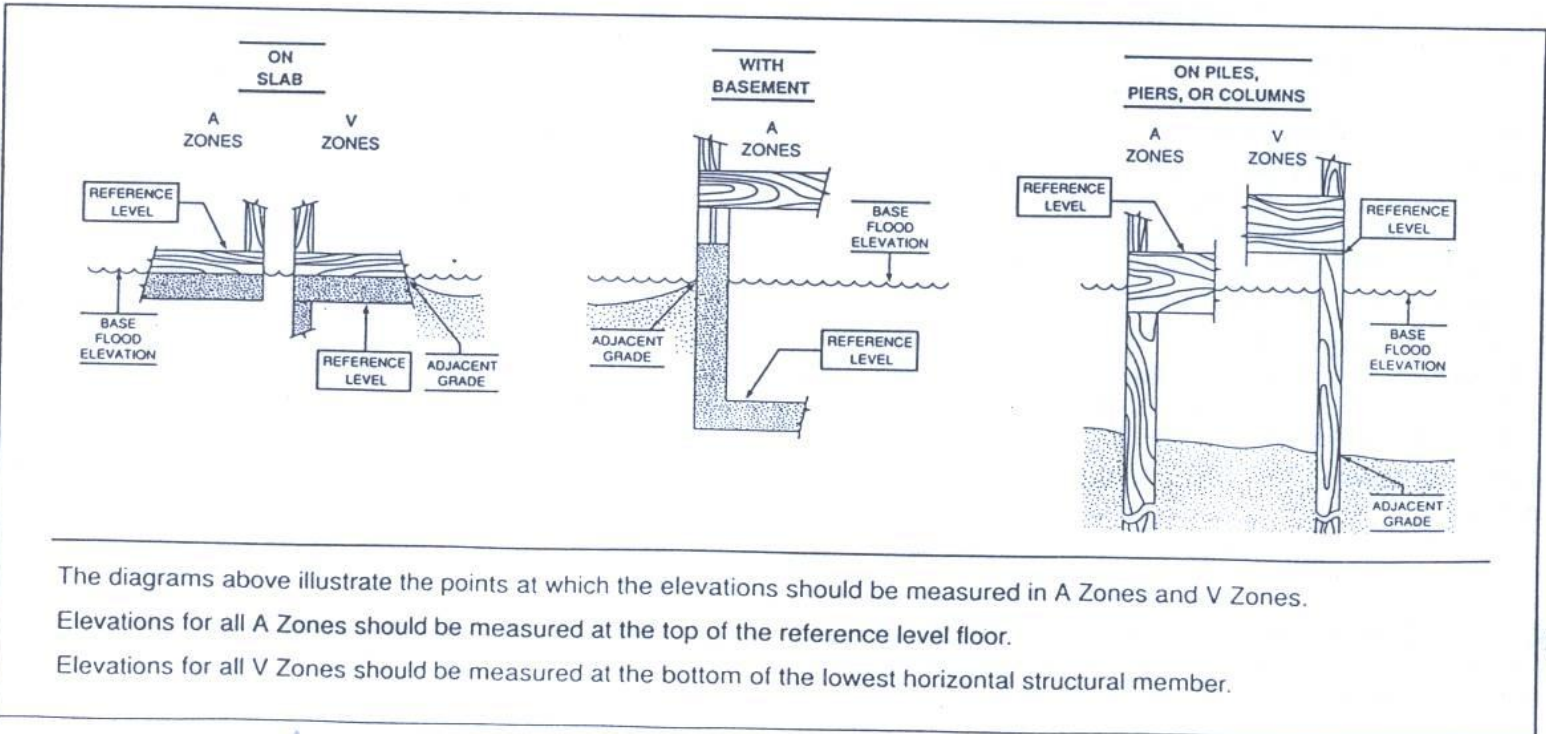 ON
SLAB
A
ZONES
V
ZONES
REFERENCE
LEVEL
BASE
FLOOD
ELEVATION
REFERENCE
LEVEL
ADJACENT
GRADE
WITH
BASEMENT
A
ZONES
BASE
FLOOD
ELEVATION
ADJACENT
GRADE
REFERENCE
LEVEL
ON PILES,
PIERS, OR COLUMNS
A
ZONES
V
ZONES
REFERENCE
LEVEL
REFERENCE
LEVEL
BASE
FLOOD
ELEVATION
ADJACENT
GRADE
The diagrams above illustrate the points at which the elevations should be measured in A Zones and V Zones.
Elevations for all A Zones should be measured at the top of the reference level floor.
Elevations for all V Zones should be measured at the bottom of the lowest horizontal structural member.